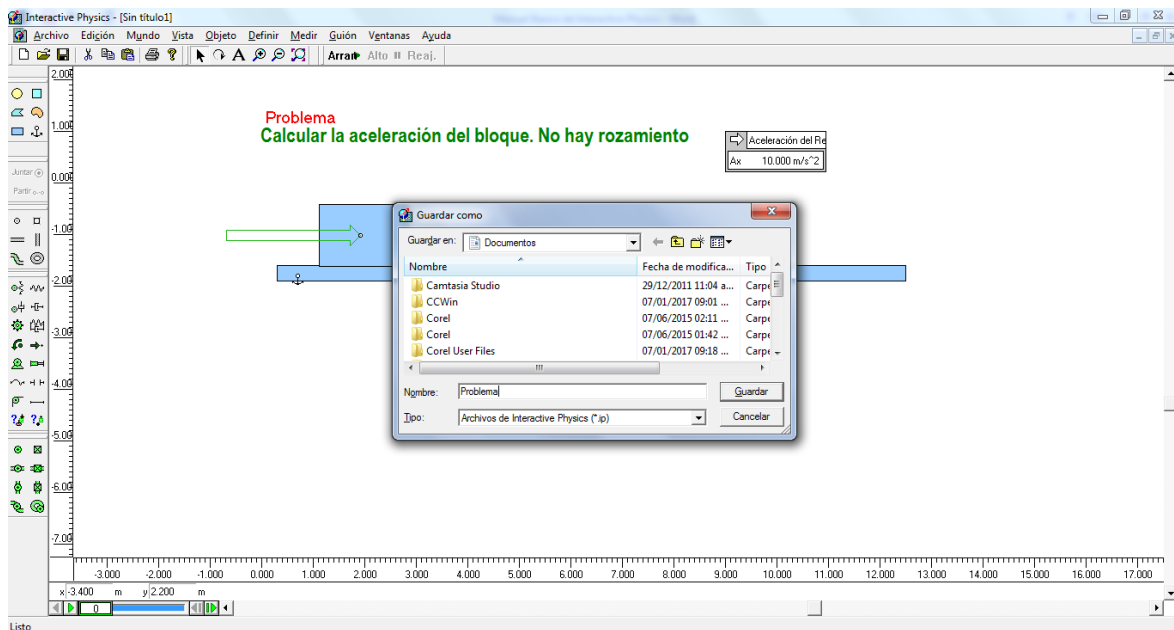 Interactive Physics - [Sin título1]
Archivo Edición Mundo Vista Objeto Definir Medir Guión Ventanas Ayuda
Arrar Alto II Reaj.
2.000
1.000
0.000
-1.000
-2.000
-3.000
-4.000
-5.000
-6.000
-7.00
Juntar
Partir
Problema
Calcular la aceleración del bloque. No hay rozamiento
Aceleración del Re
Ax 10.000 m/s^2
Guardar como
Guardar en: Documentos
Nombre Fecha de modifica... Tipo
Camtasia Studio 29/12/2011 11:04 a... Carpe
CCWin 07/01/2017 09:01 ... Carpe
Corel 07/06/2015 02:11 ... Carpe
Corel 07/06/2015 01:42 ... Carpe
Corel User Files 07/01/2017 09:18 ... Carpe
Nombre: Problema Guardar
Tipo: Archivos de Interactive Physics (*.ip) Cancelar
-3.000 -2.000 -1.000 0.000 1.000 2.000 3.000 4.000 5.000 6.000 7.000 8.000 9.000 10.000 11.000 12.000 13.000 14.000 15.000 16.000 17.000
x -3.400 m y 2.200 m
0
Listo